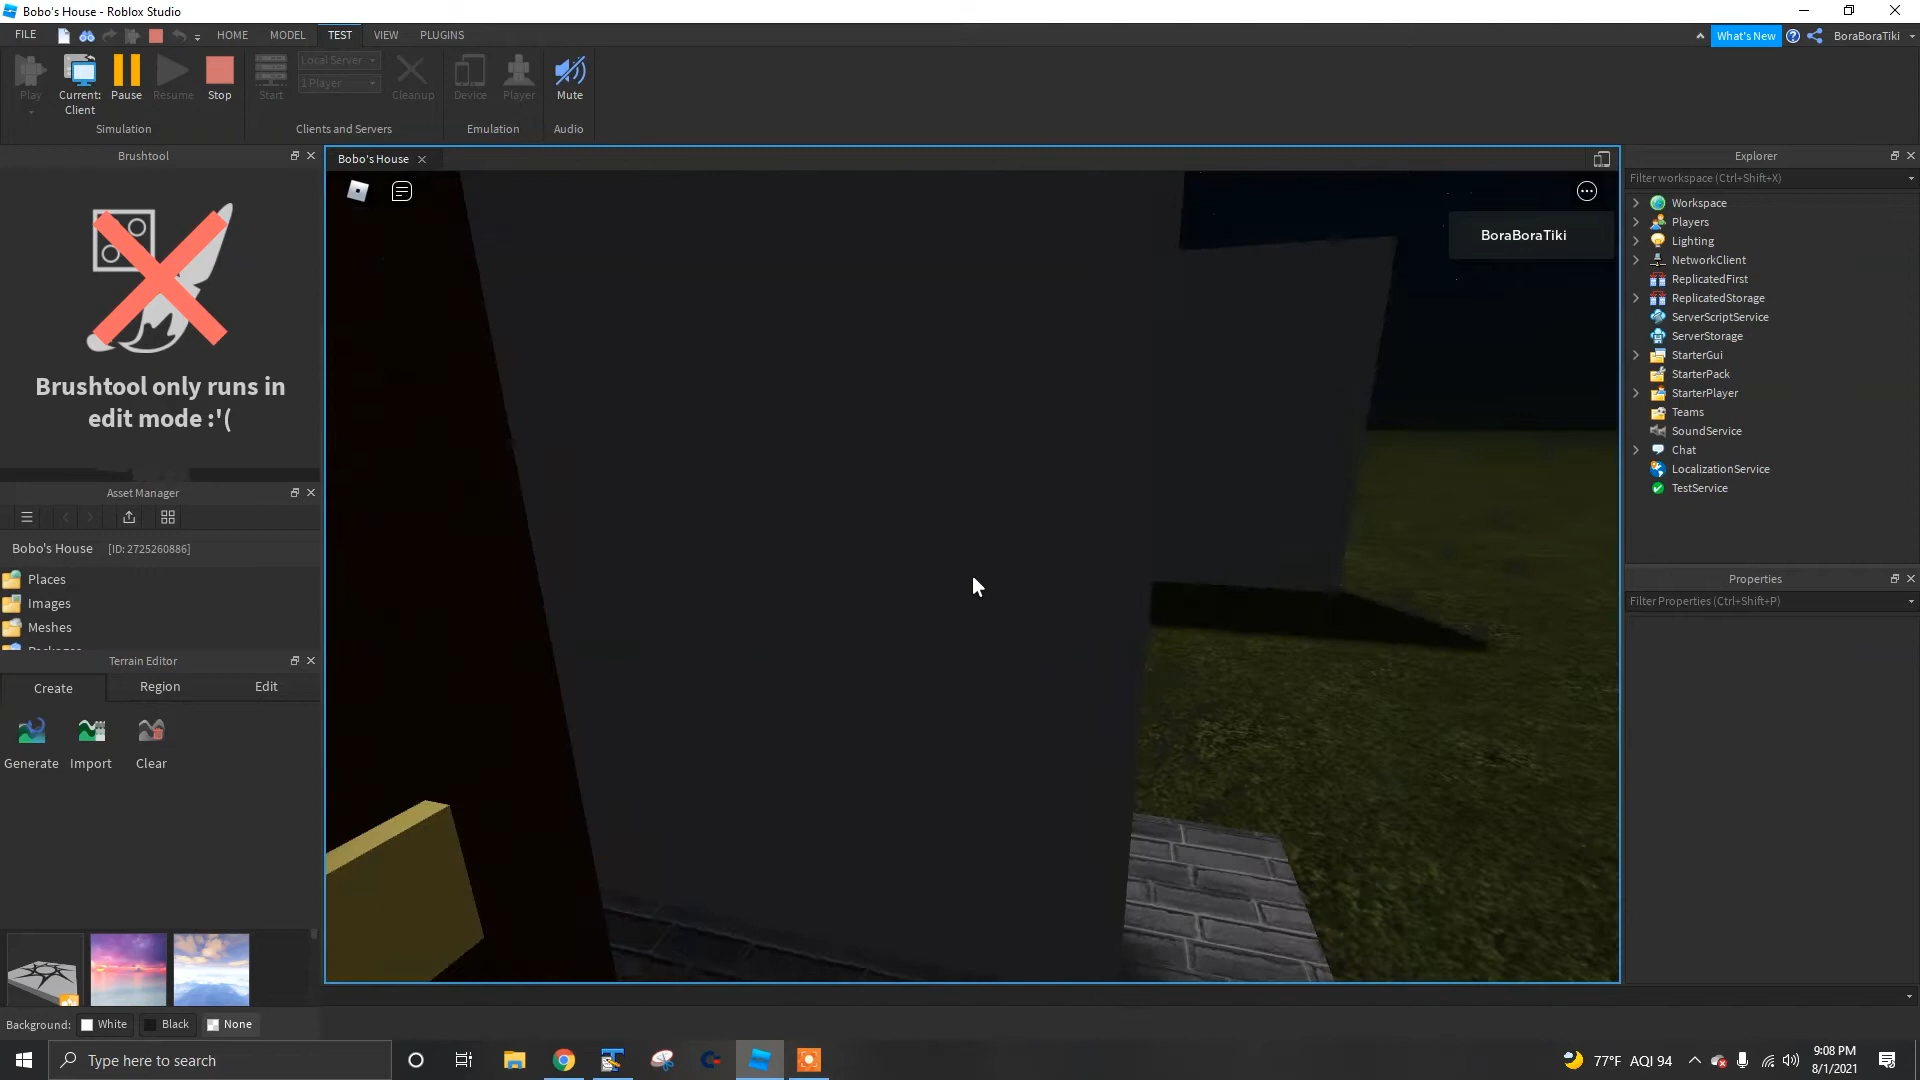 Bobo's House - Roblox Studio
FILE
HOME
MODEL
TEST
VIEW
PLUGINS
What's New
BoraBoraTiki
Play
Current:
Client
Pause
Resume
Stop
Simulation
Start
Local Server
1 Player
Cleanup
Clients and Servers
Device
Player
Emulation
Mute
Audio
Brushtool
Brushtool only runs in
edit mode :'(
Asset Manager
Bobo's House [ID: 2725260886]
Places
Images
Meshes
Terrain Editor
Create
Region
Edit
Generate
Import
Clear
Background:
White
Black
None
Bobo's House
BoraBoraTiki
Explorer
Filter workspace (Ctrl+Shift+X)
Workspace
Players
Lighting
NetworkClient
ReplicatedFirst
ReplicatedStorage
ServerScriptService
ServerStorage
StarterGui
StarterPack
StarterPlayer
Teams
SoundService
Chat
LocalizationService
TestService
Properties
Filter Properties (Ctrl+Shift+P)
Type here to search
77°F AQI 94
9:08 PM
8/1/2021